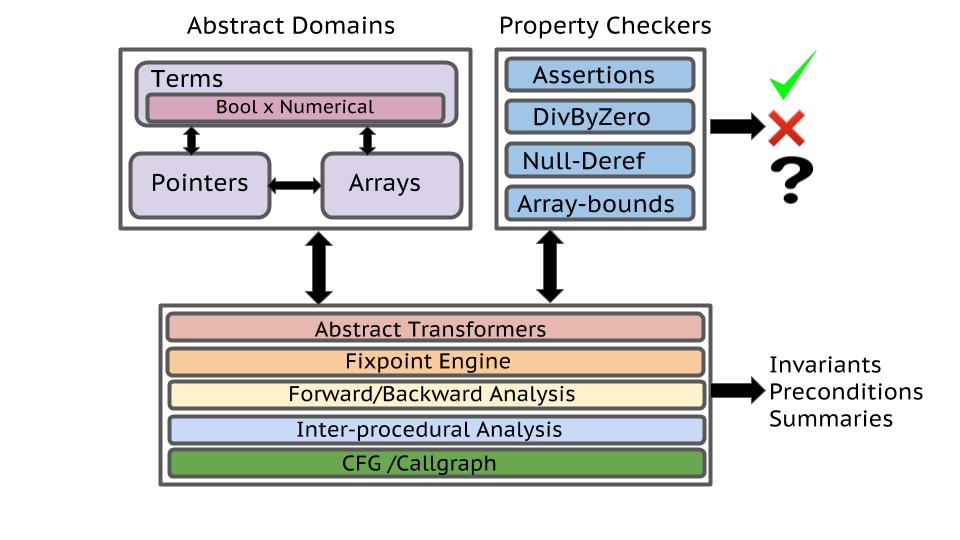 Abstract Domains
Property Checkers
Terms
Bool x Numerical
Pointers
Arrays
Assertions
DivByZero
Null-Deref
Array-bounds
?
Abstract Transformers
Fixpoint Engine
Forward/Backward Analysis
Inter-procedural Analysis
CFG /Callgraph
Invariants
Preconditions
Summaries